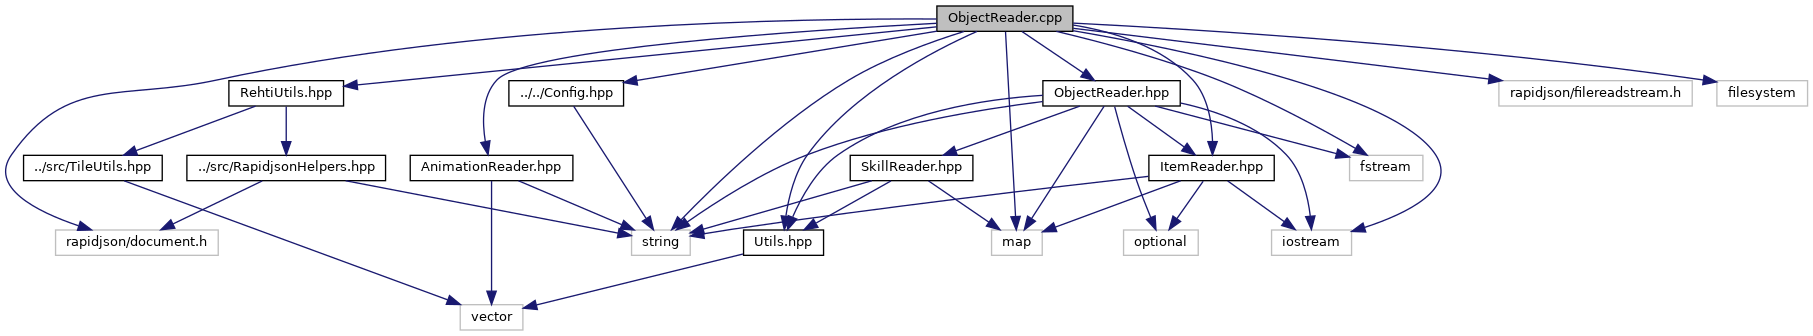 ObjectReader.cpp
RehtiUtils.hpp
../../Config.hpp
ObjectReader.hpp
rapidjson/filereadstream.h
filesystem
../src/TileUtils.hpp
../src/RapidjsonHelpers.hpp
AnimationReader.hpp
SkillReader.hpp
ItemReader.hpp
fstream
rapidjson/document.h
string
Utils.hpp
map
optional
iostream
vector